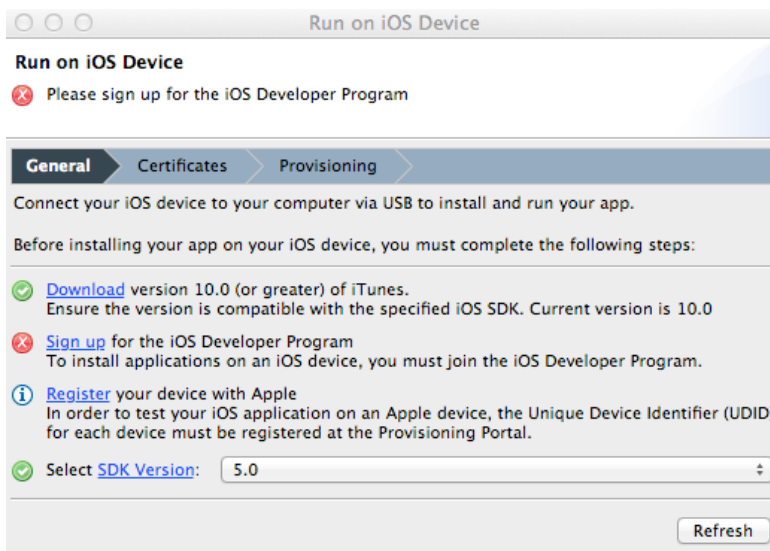 Run on iOS Device
Run on iOS Device
Please sign up for the iOS Developer Program
General Certificates Provisioning
Connect your iOS device to your computer via USB to install and run your app.
Before installing your app on your iOS device, you must complete the following steps:
Download version 10.0 (or greater) of iTunes.
Ensure the version is compatible with the specified iOS SDK. Current version is 10.0
Sign up for the iOS Developer Program
To install applications on an iOS device, you must join the iOS Developer Program.
Register your device with Apple
In order to test your iOS application on an Apple device, the Unique Device Identifier (UDID
for each device must be registered at the Provisioning Portal.
Select SDK Version: 5.0
Refresh